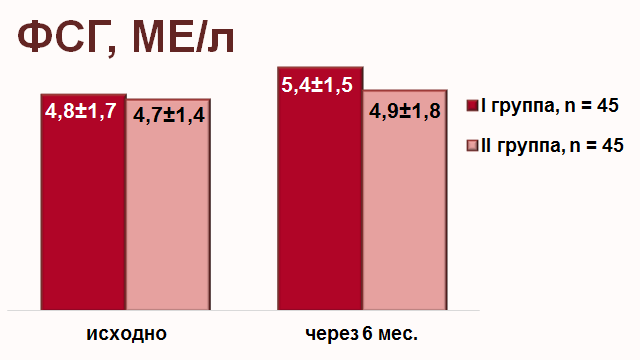 ФСГ, МЕ/л
4,8±1,7
4,7±1,4
5,4±1,5
4,9±1,8
I группа, n = 45
II группа, n = 45
исходно
через 6 мес.